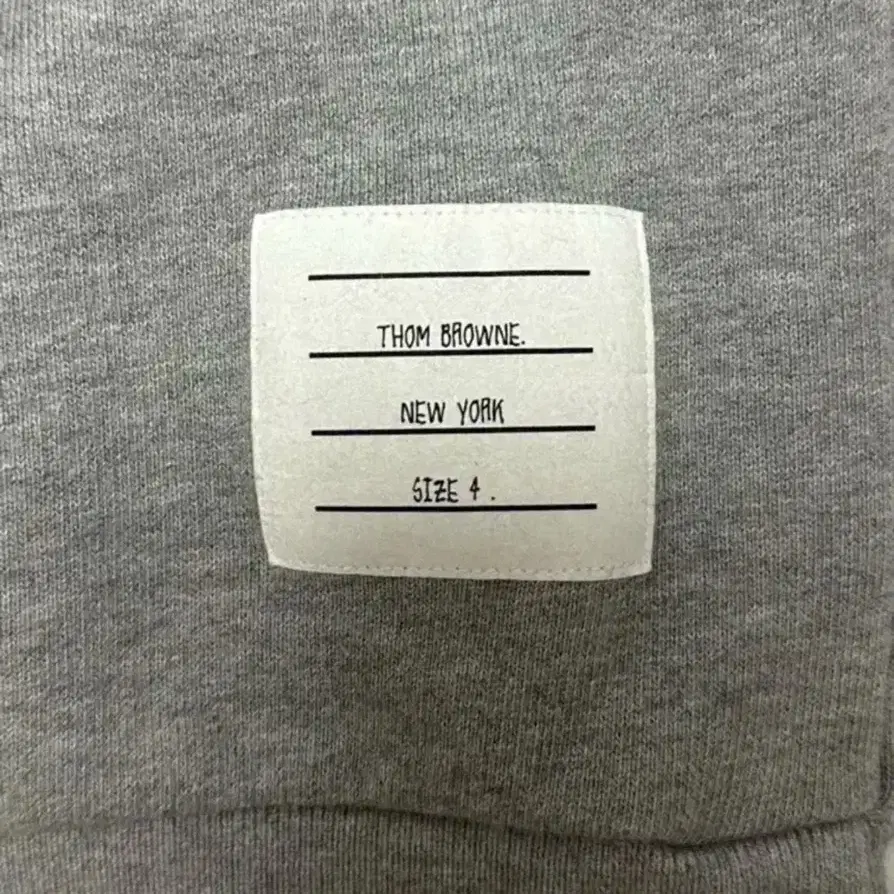 THOM BROWNE.
NEW YORK
SIZE 4 .